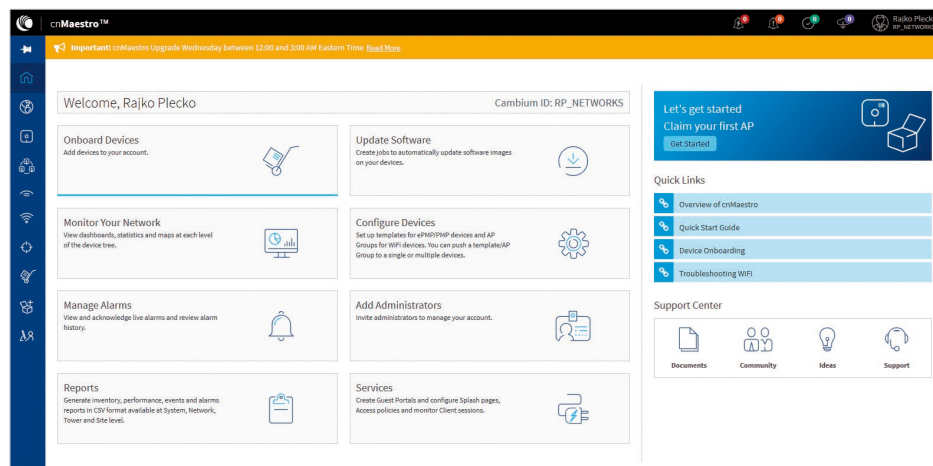 cnMaestro™
0
0
0
0
Rajko Pleck
RP_NETWORKS
Important: cnMaestro Upgrade Wednesday between 12:00 and 3:00 AM Eastern Time Read More
Welcome, Rajko Plecko
Cambium ID: RP_NETWORKS
Onboard Devices
Add devices to your account.
Update Software
Create jobs to automatically update software images
on your devices.
Monitor Your Network
View dashboards, statistics and maps at each level
of the device tree.
Configure Devices
Set up templates for ePMP/PMP devices and AP
Groups for WiFi devices. You can push a template/AP
Group to a single or multiple devices.
Manage Alarms
View and acknowledge live alarms and review alarm
history.
Add Administrators
Invite administrators to manage your account.
Reports
Generate inventory, performance, events and alarms
reports in CSV format available at System, Network,
Tower and Site level.
Services
Create Guest Portals and configure Splash pages,
Access policies and monitor Client sessions.
Let's get started
Claim your first AP
Get Started
Quick Links
Overview of cnMaestro
Quick Start Guide
Device Onboarding
Troubleshooting WiFi
Support Center
Documents
Community
Ideas
Support